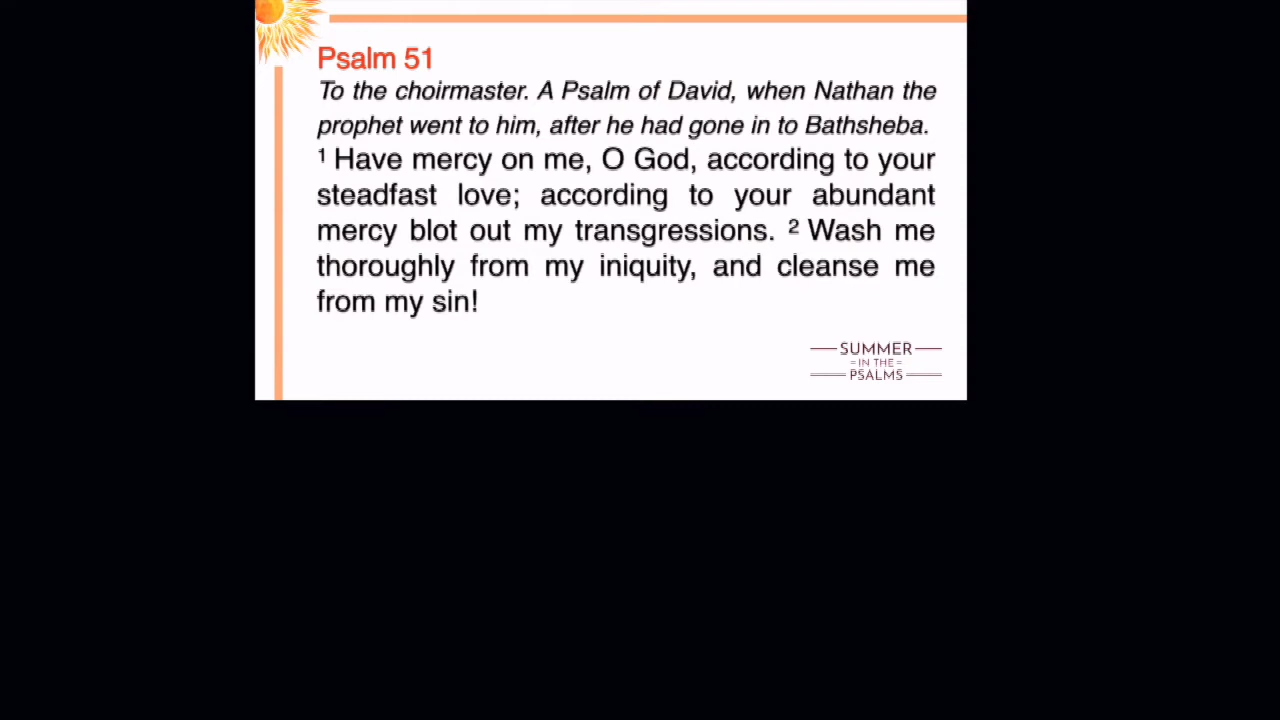 Psalm 51
To the choirmaster. A Psalm of David, when Nathan the
prophet went to him, after he had gone in to Bathsheba.
¹ Have mercy on me, O God, according to your
steadfast love; according to your abundant
mercy blot out my transgressions. ² Wash me
thoroughly from my iniquity, and cleanse me
from my sin!
SUMMER
IN THE
PSALMS